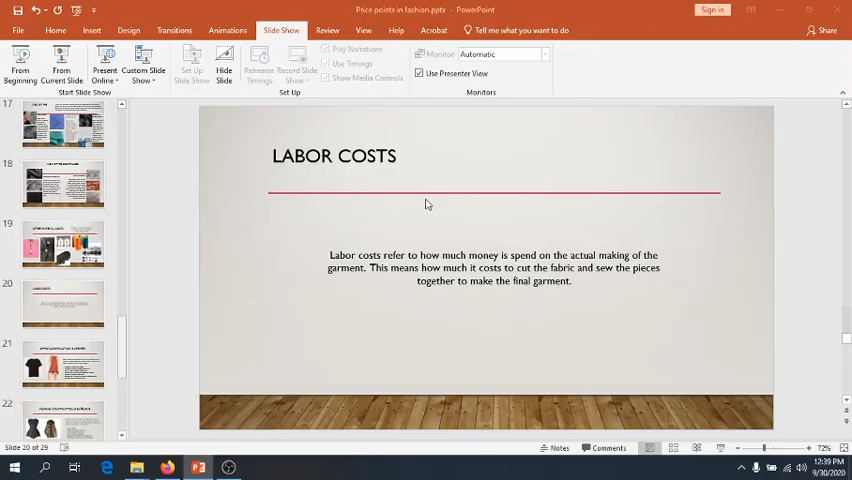 Price points in fashion.pptx - PowerPoint
Sign in
File Home Insert Design Transitions Animations Slide Show Review View Help Acrobat Tell me what you want to do Share
From Beginning
From Current Slide
Present Online
Custom Slide Show
Set Up Slide Show
Hide Slide
Rehearse Timings
Record Slide Show
Play Narrations
Use Timings
Show Media Controls
Monitor: Automatic
Use Presenter View
Start Slide Show
Set Up
Monitors
17
18
19
20
21
22
LABOR COSTS
Labor costs refer to how much money is spend on the actual making of the
garment. This means how much it costs to cut the fabric and sew the pieces
together to make the final garment.
Slide 20 of 29
Notes
Comments
72%
12:39 PM
9/30/2020